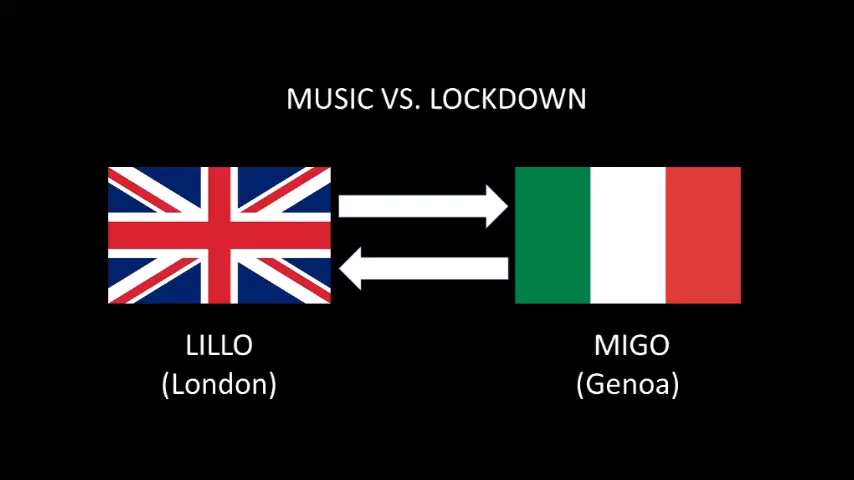 MUSIC VS. LOCKDOWN
LILLO
(London)
MIGO
(Genoa)